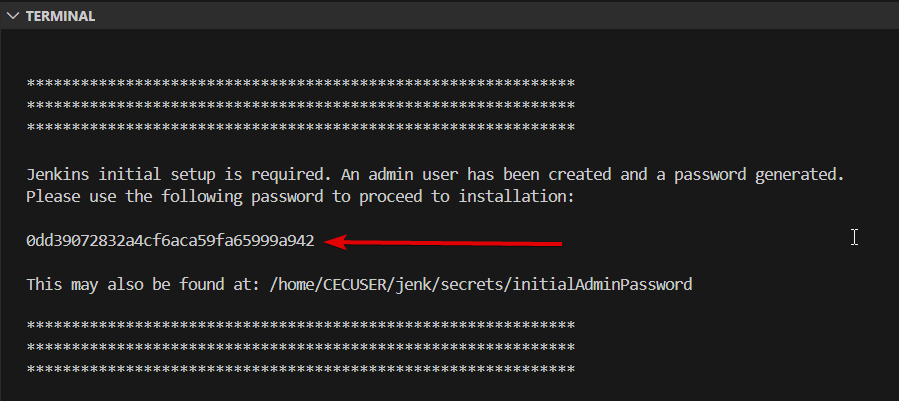 TERMINAL
*************************************************************
*************************************************************
*************************************************************
Jenkins initial setup is required. An admin user has been created and a password generated.
Please use the following password to proceed to installation:
0dd39072832a4cf6aca59fa65999a942
This may also be found at: /home/CECUSER/jenk/secrets/initialAdminPassword
*************************************************************
*************************************************************
*************************************************************